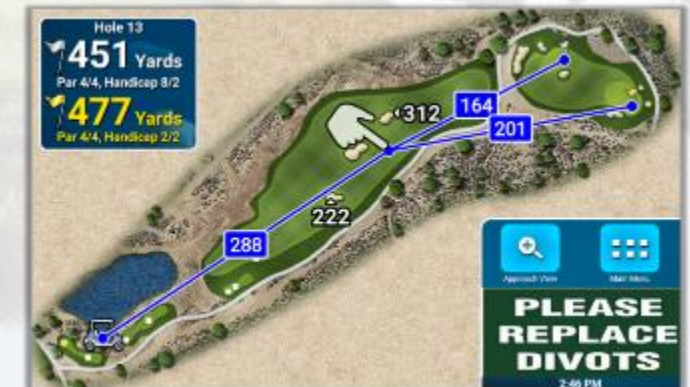 Hole 13
451 Yards
Par 4/4, Handicap 8/2
477 Yards
Par 4/4, Handicap 2/2
312
164
201
222
288
Approach View
Main Menu
PLEASE
REPLACE
DIVOTS
2:46 PM